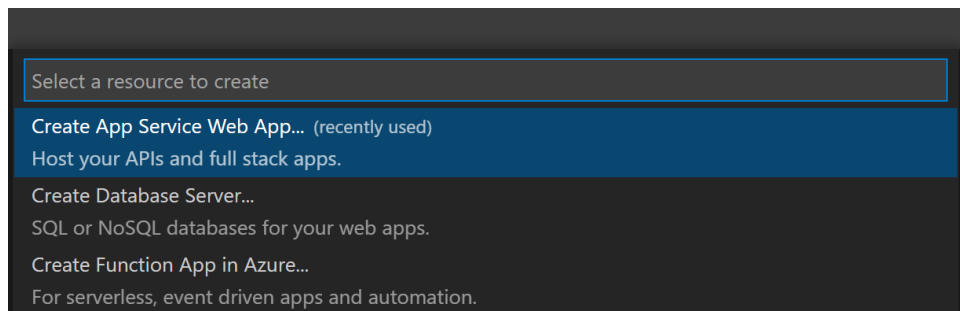 Select a resource to create
Create App Service Web App... (recently used)
Host your APIs and full stack apps.
Create Database Server...
SQL or NoSQL databases for your web apps.
Create Function App in Azure...
For serverless, event driven apps and automation.